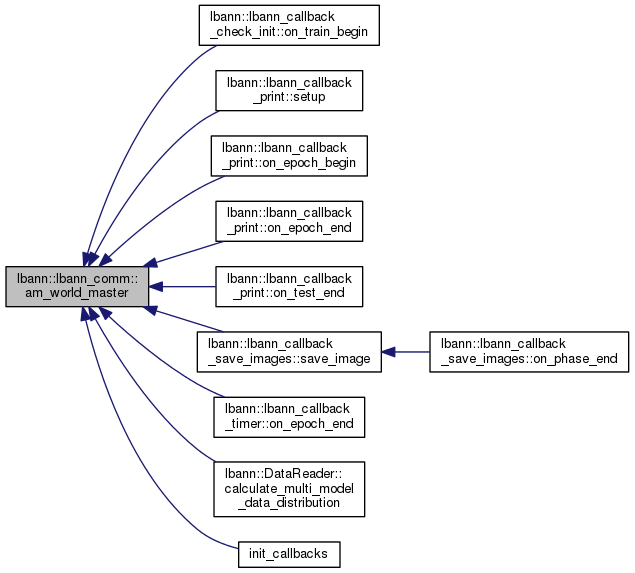 lbann::lbann_callback
_check_init::on_train_begin
lbann::lbann_callback
_print::setup
lbann::lbann_callback
_print::on_epoch_begin
lbann::lbann_callback
_print::on_epoch_end
lbann::lbann_comm::
am_world_master
lbann::lbann_callback
_print::on_test_end
lbann::lbann_callback
_save_images::save_image
lbann::lbann_callback
_save_images::on_phase_end
lbann::lbann_callback
_timer::on_epoch_end
lbann::DataReader::
calculate_multi_model
_data_distribution
init_callbacks